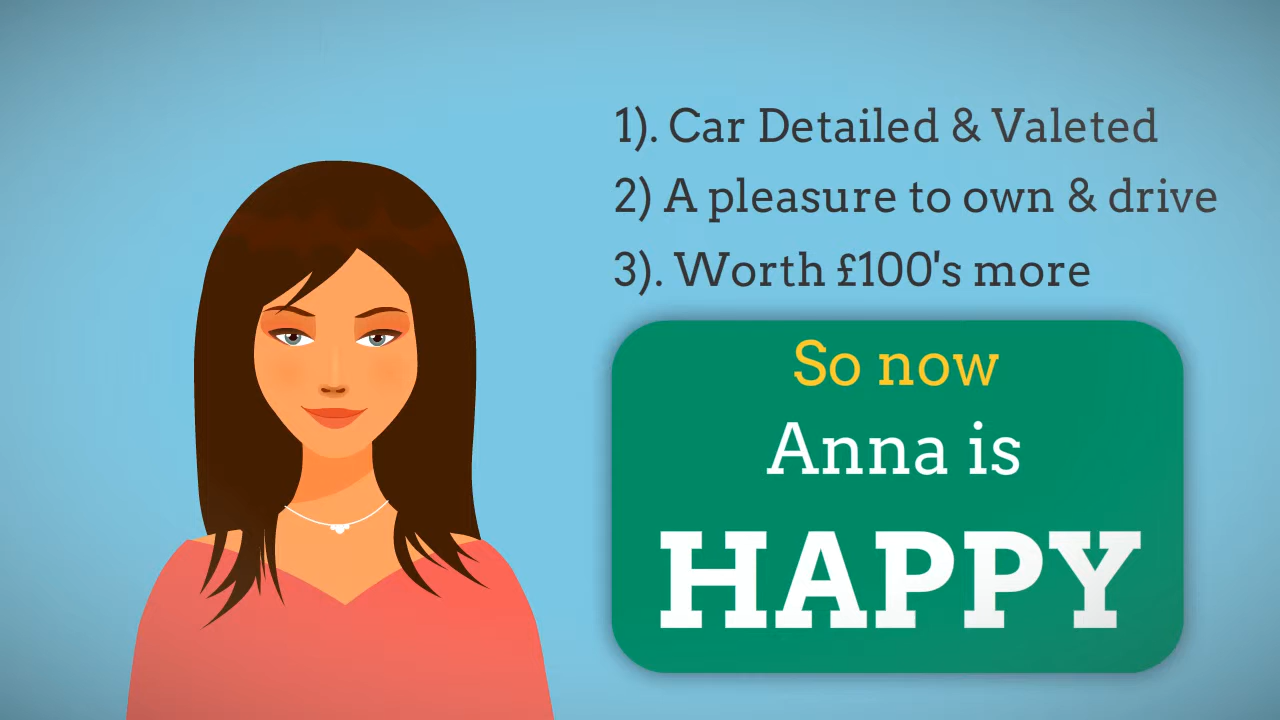 1). Car Detailed & Valeted
2) A pleasure to own & drive
3). Worth £100's more
So now
Anna is
HAPPY